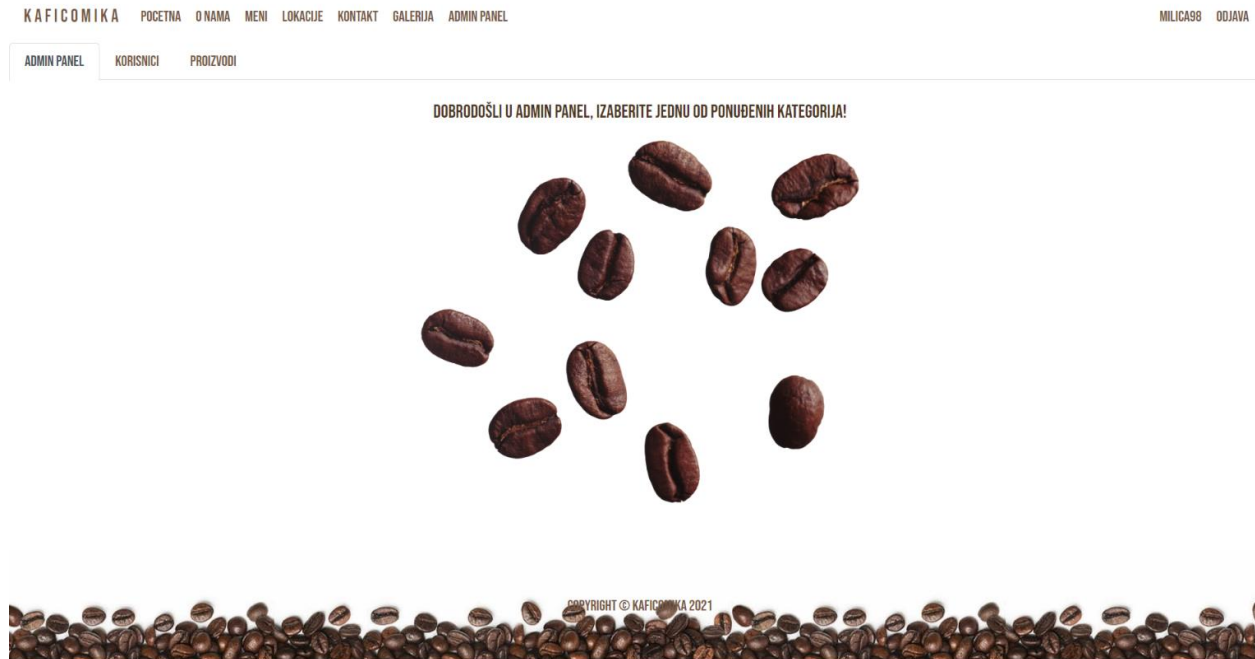 KAFICOMIKA POCETNA O NAMA MENI LOKACIJE KONTAKT GALERIJA ADMIN PANEL MILICA98 ODJAVA
ADMIN PANEL KORISNICI PROIZVODI
DOBRODOŠLI U ADMIN PANEL, IZABERITE JEDNU OD PONUĐENIH KATEGORIJA!
COPYRIGHT © KAFICOMIKA 2021